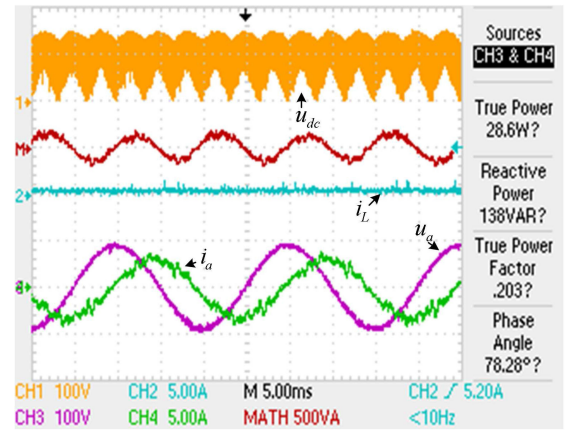 Sources
CH3 & CH4
True Power
28.6W?
Reactive
Power
138VAR?
True Power
Factor
.203?
Phase
Angle
78.28°?
1
u_dc
M
2
i_L
u_a
i_a
CH1 100V CH2 5.00A M 5.00ms CH2 / 5.20A
CH3 100V CH4 5.00A MATH 500VA <10Hz